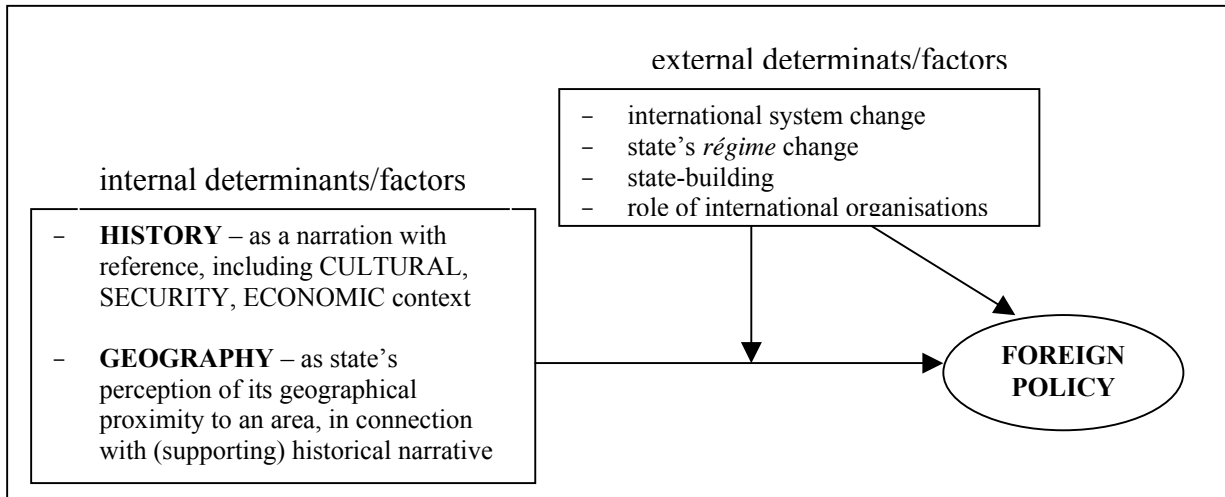 external determinats/factors
– international system change
– state's régime change
– state-building
– role of international organisations
internal determinants/factors
– HISTORY – as a narration with
reference, including CULTURAL,
SECURITY, ECONOMIC context
– GEOGRAPHY – as state's
perception of its geographical
proximity to an area, in connection
with (supporting) historical narrative
FOREIGN
POLICY